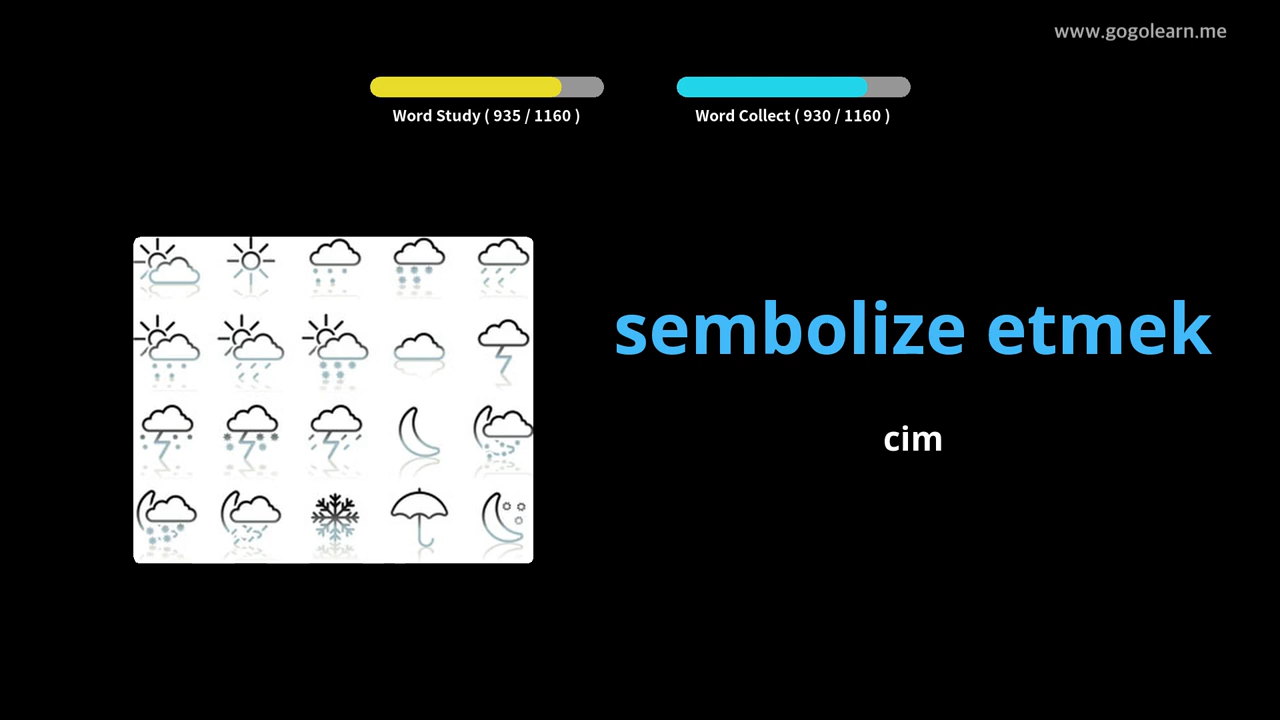 www.gogolearn.me
Word Study ( 935 / 1160 )
Word Collect ( 930 / 1160 )
sembolize etmek
cim